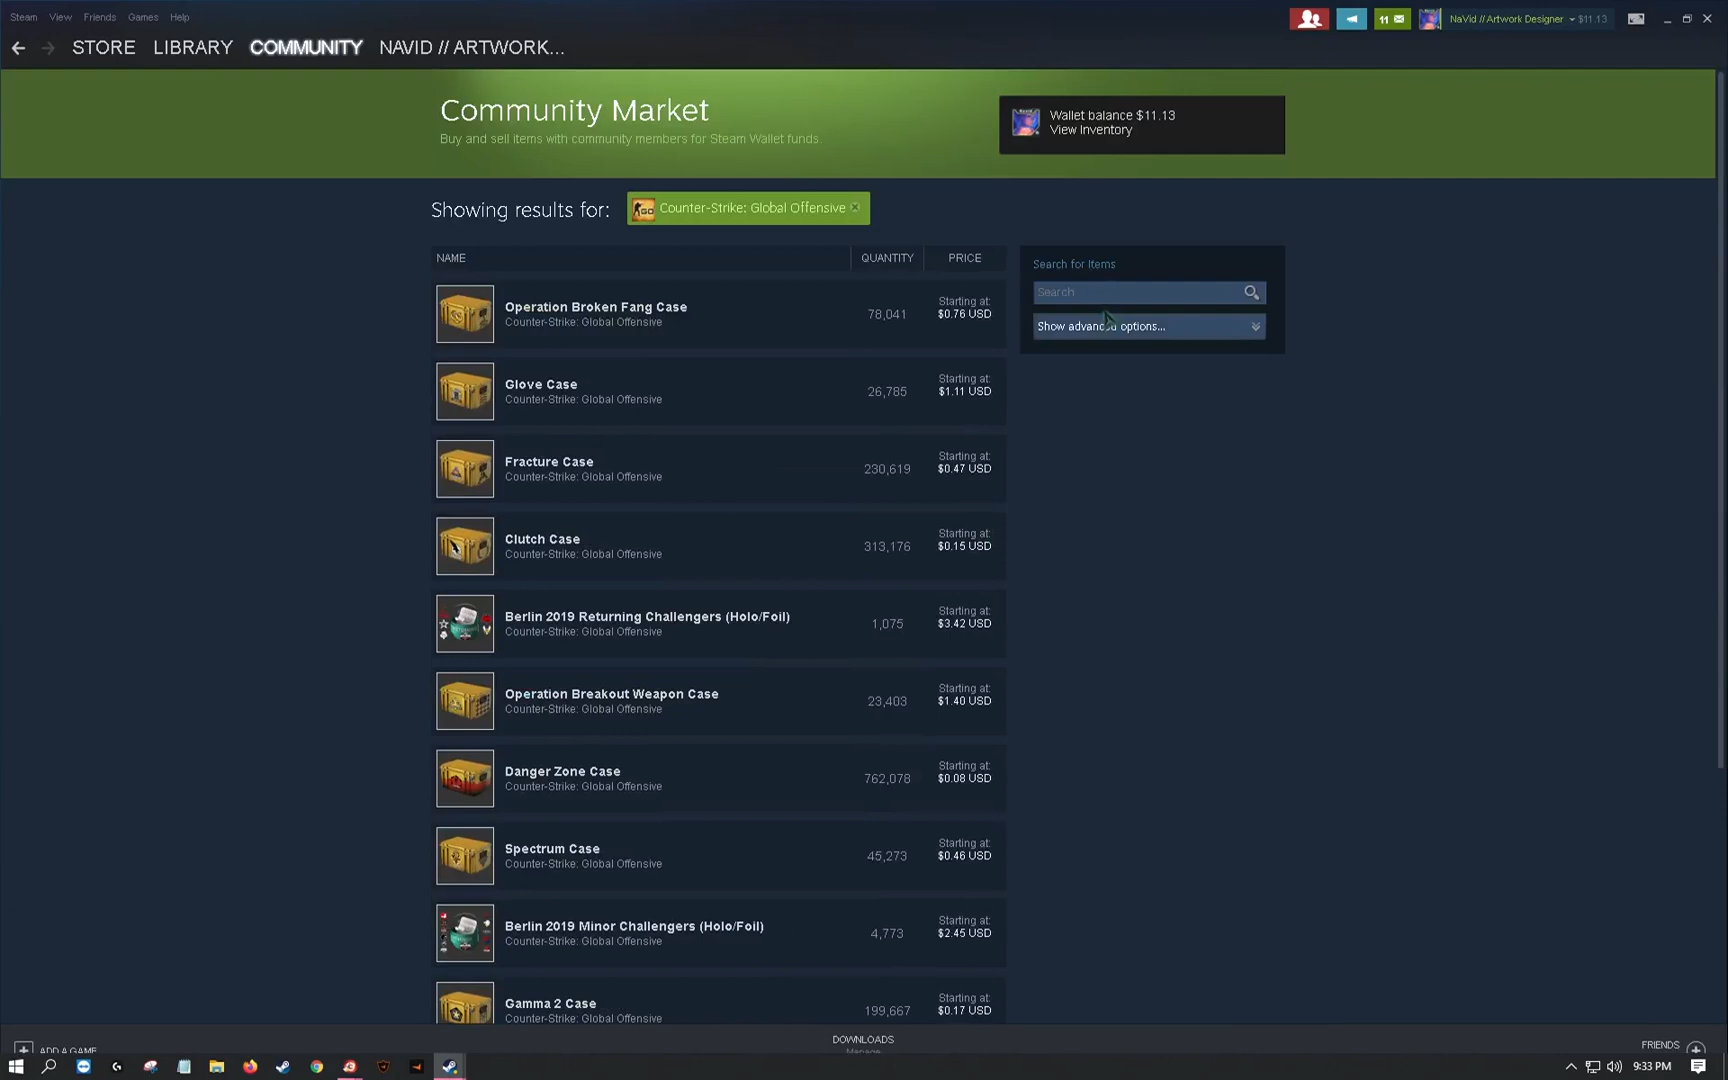 Steam View Friends Games Help
11 NaVid // Artwork Designer $11.13
STORE LIBRARY COMMUNITY NAVID // ARTWORK...
Community Market
Buy and sell items with community members for Steam Wallet funds.
Wallet balance $11.13
View Inventory
Showing results for: GO Counter-Strike: Global Offensive
NAME QUANTITY PRICE
Search for Items
Search
Show advanced options...
Operation Broken Fang Case
Counter-Strike: Global Offensive
78,041
Starting at:
$0.76 USD
Glove Case
Counter-Strike: Global Offensive
26,785
Starting at:
$1.11 USD
Fracture Case
Counter-Strike: Global Offensive
230,619
Starting at:
$0.47 USD
Clutch Case
Counter-Strike: Global Offensive
313,176
Starting at:
$0.15 USD
Berlin 2019 Returning Challengers (Holo/Foil)
Counter-Strike: Global Offensive
1,075
Starting at:
$3.42 USD
Operation Breakout Weapon Case
Counter-Strike: Global Offensive
23,403
Starting at:
$1.40 USD
Danger Zone Case
Counter-Strike: Global Offensive
762,078
Starting at:
$0.08 USD
Spectrum Case
Counter-Strike: Global Offensive
45,273
Starting at:
$0.46 USD
Berlin 2019 Minor Challengers (Holo/Foil)
Counter-Strike: Global Offensive
4,773
Starting at:
$2.45 USD
Gamma 2 Case
Counter-Strike: Global Offensive
199,667
Starting at:
$0.17 USD
ADD A GAME
DOWNLOADS
Manage
FRIENDS
9:33 PM